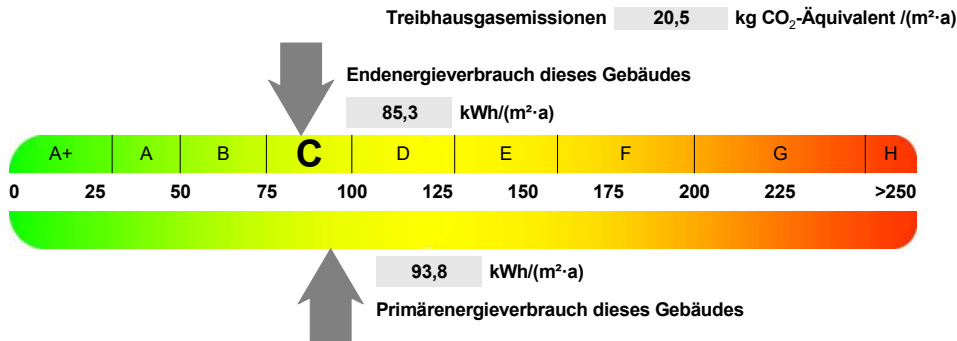 Treibhausgasemissionen 20,5 kg CO₂-Äquivalent /(m²·a)
Endenergieverbrauch dieses Gebäudes
85,3 kWh/(m²·a)
A+ A B C D E F G H
0 25 50 75 100 125 150 175 200 225 >250
93,8 kWh/(m²·a)
Primärenergieverbrauch dieses Gebäudes